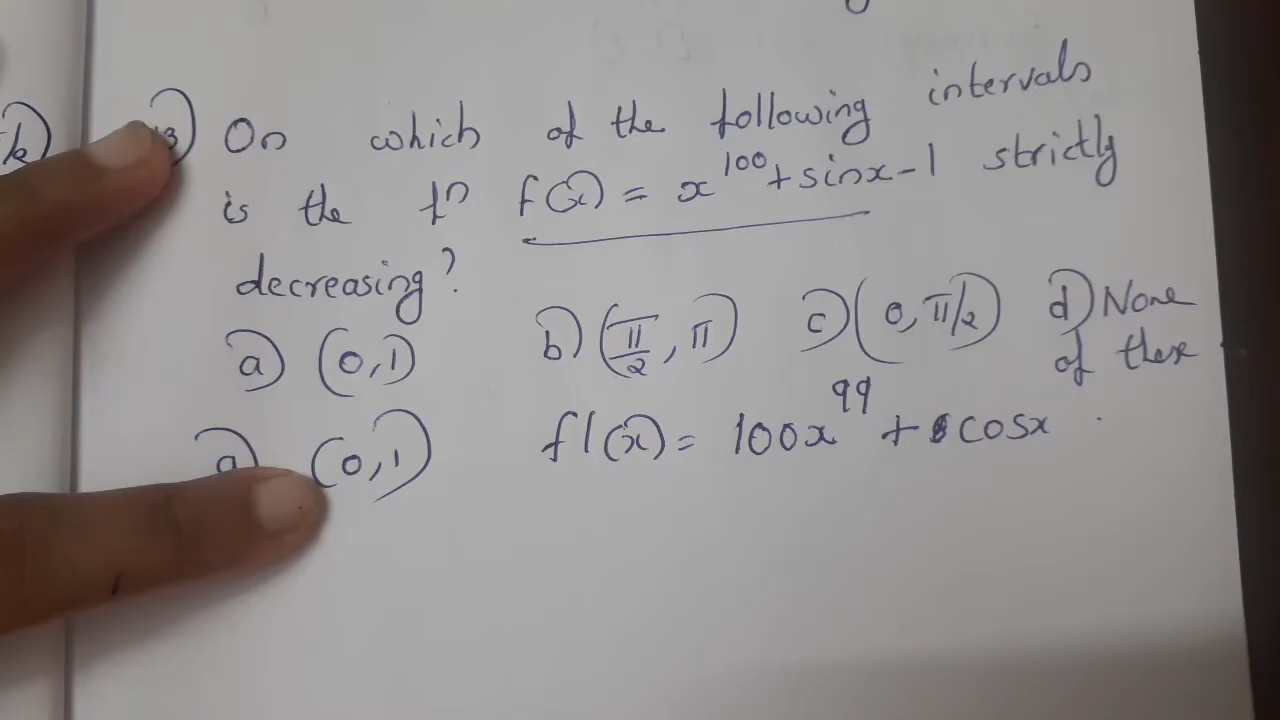 On which of the following intervals
is the fn f(x) = x^100 + sinx - 1 strictly
decreasing?
a) (0,1) b) (π/2, π) c) (0, π/2) d) None
of these
a) (0,1) f'(x) = 100x^99 + cosx